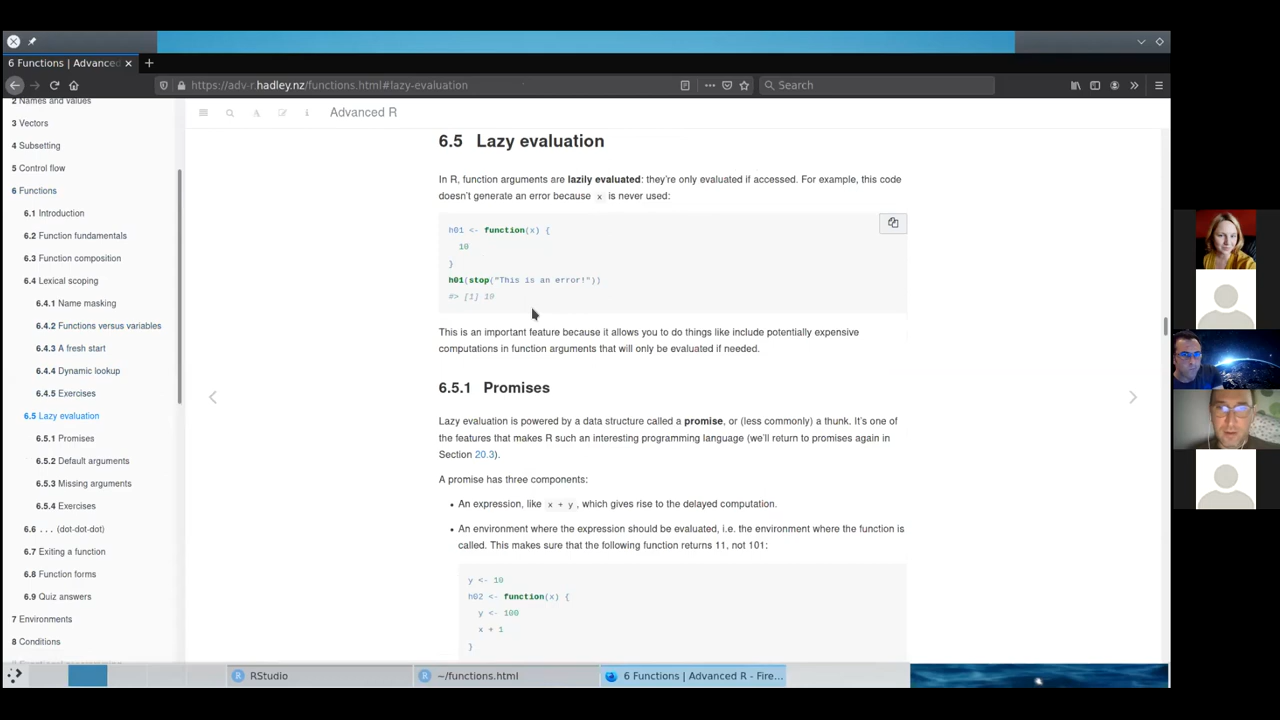 6 Functions | Advanced
https://adv-r.hadley.nz/functions.html#lazy-evaluation
Search
2 Names and values
3 Vectors
4 Subsetting
5 Control flow
6 Functions
6.1 Introduction
6.2 Function fundamentals
6.3 Function composition
6.4 Lexical scoping
6.4.1 Name masking
6.4.2 Functions versus variables
6.4.3 A fresh start
6.4.4 Dynamic lookup
6.4.5 Exercises
6.5 Lazy evaluation
6.5.1 Promises
6.5.2 Default arguments
6.5.3 Missing arguments
6.5.4 Exercises
6.6 ... (dot-dot-dot)
6.7 Exiting a function
6.8 Function forms
6.9 Quiz answers
7 Environments
8 Conditions
Advanced R
6.5 Lazy evaluation
In R, function arguments are lazily evaluated: they're only evaluated if accessed. For example, this code
doesn't generate an error because x is never used:
h01 <- function(x) {
10
}
h01(stop("This is an error!"))
#> [1] 10
This is an important feature because it allows you to do things like include potentially expensive
computations in function arguments that will only be evaluated if needed.
6.5.1 Promises
Lazy evaluation is powered by a data structure called a promise, or (less commonly) a thunk. It's one of
the features that makes R such an interesting programming language (we'll return to promises again in
Section 20.3).
A promise has three components:
• An expression, like x + y, which gives rise to the delayed computation.
• An environment where the expression should be evaluated, i.e. the environment where the function is
called. This makes sure that the following function returns 11, not 101:
y <- 10
h02 <- function(x) {
y <- 100
x + 1
}
RStudio
~/functions.html
6 Functions | Advanced R - Fire...